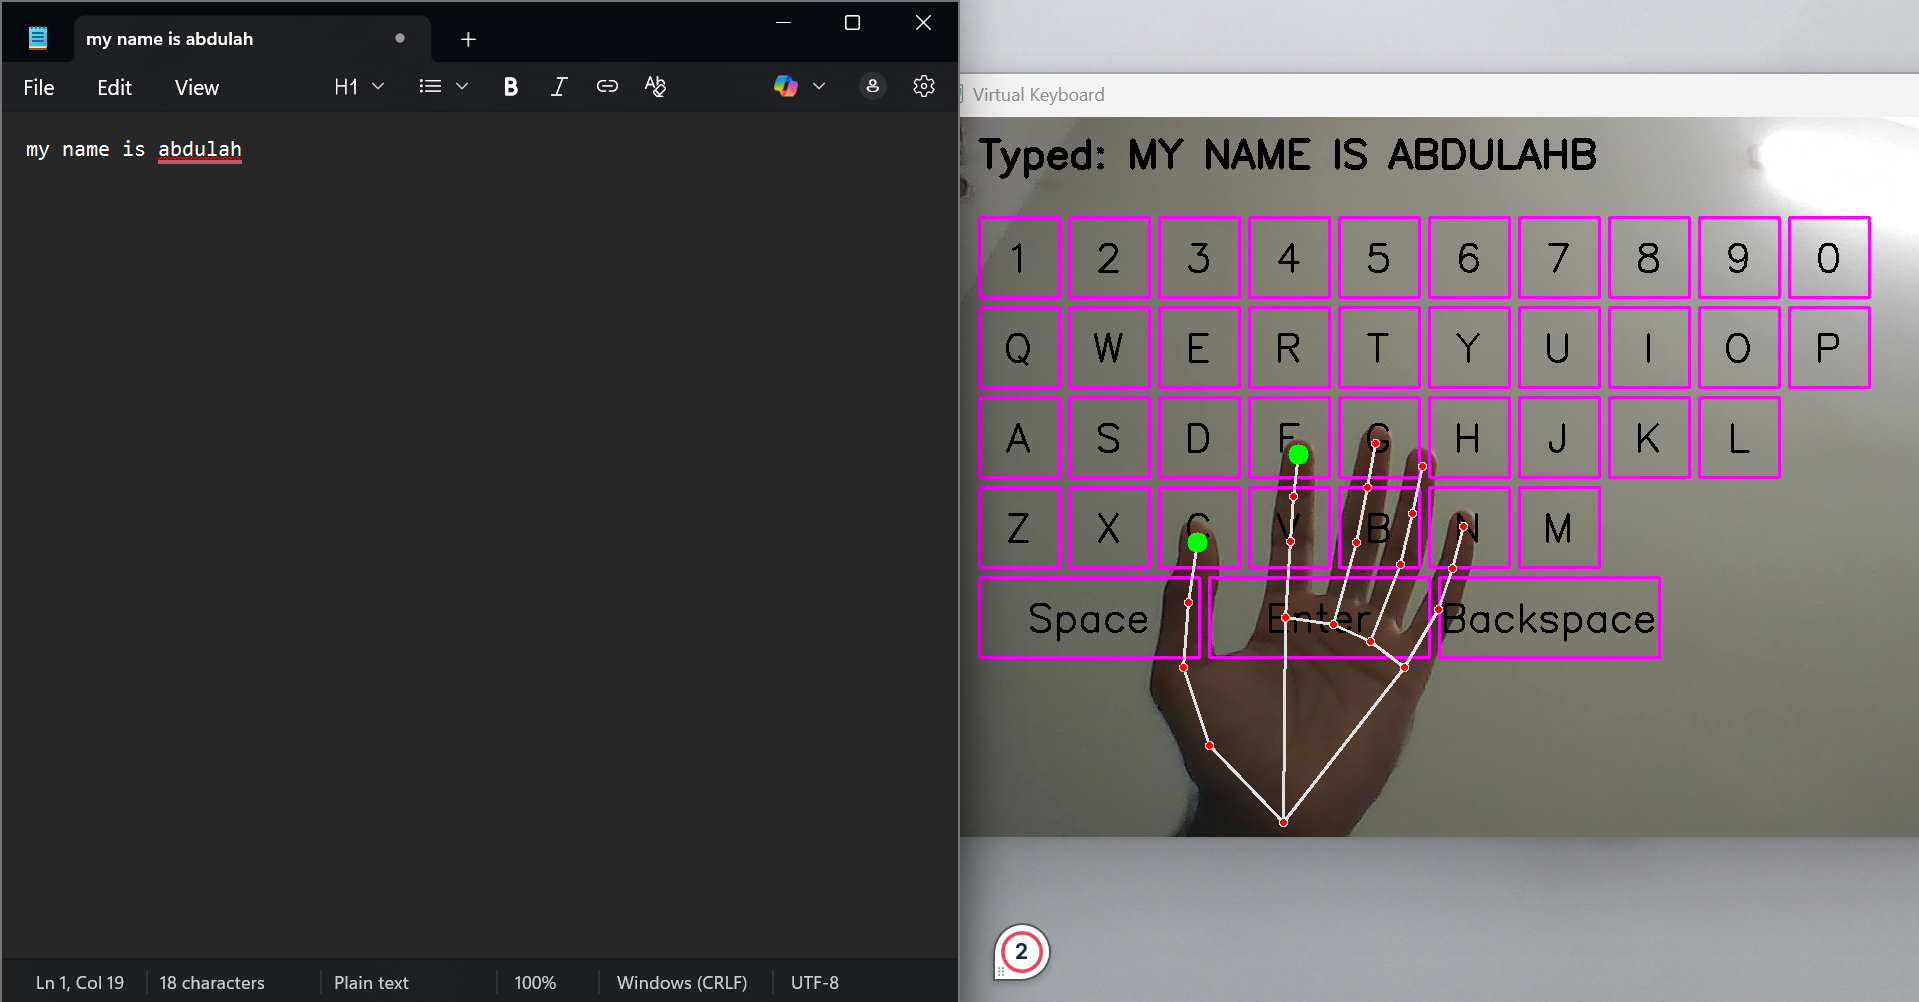 my name is abdulah
File Edit View H1
my name is abdulah
Ln 1, Col 19 18 characters Plain text 100% Windows (CRLF) UTF-8
Virtual Keyboard
Typed: MY NAME IS ABDULAHB
1 2 3 4 5 6 7 8 9 0
Q W E R T Y U I O P
A S D F G H J K L
Z X C V B N M
Space Enter Backspace
2